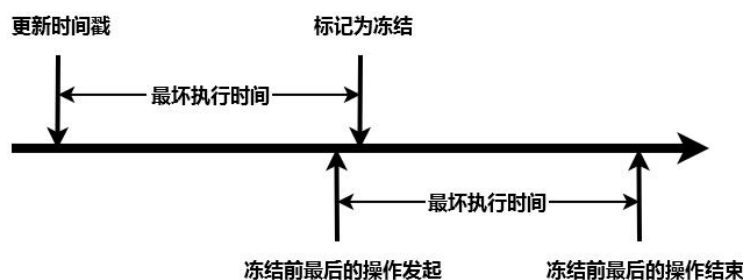 更新时间戳
标记为冻结
最坏执行时间
最坏执行时间
冻结前最后的操作发起
冻结前最后的操作结束